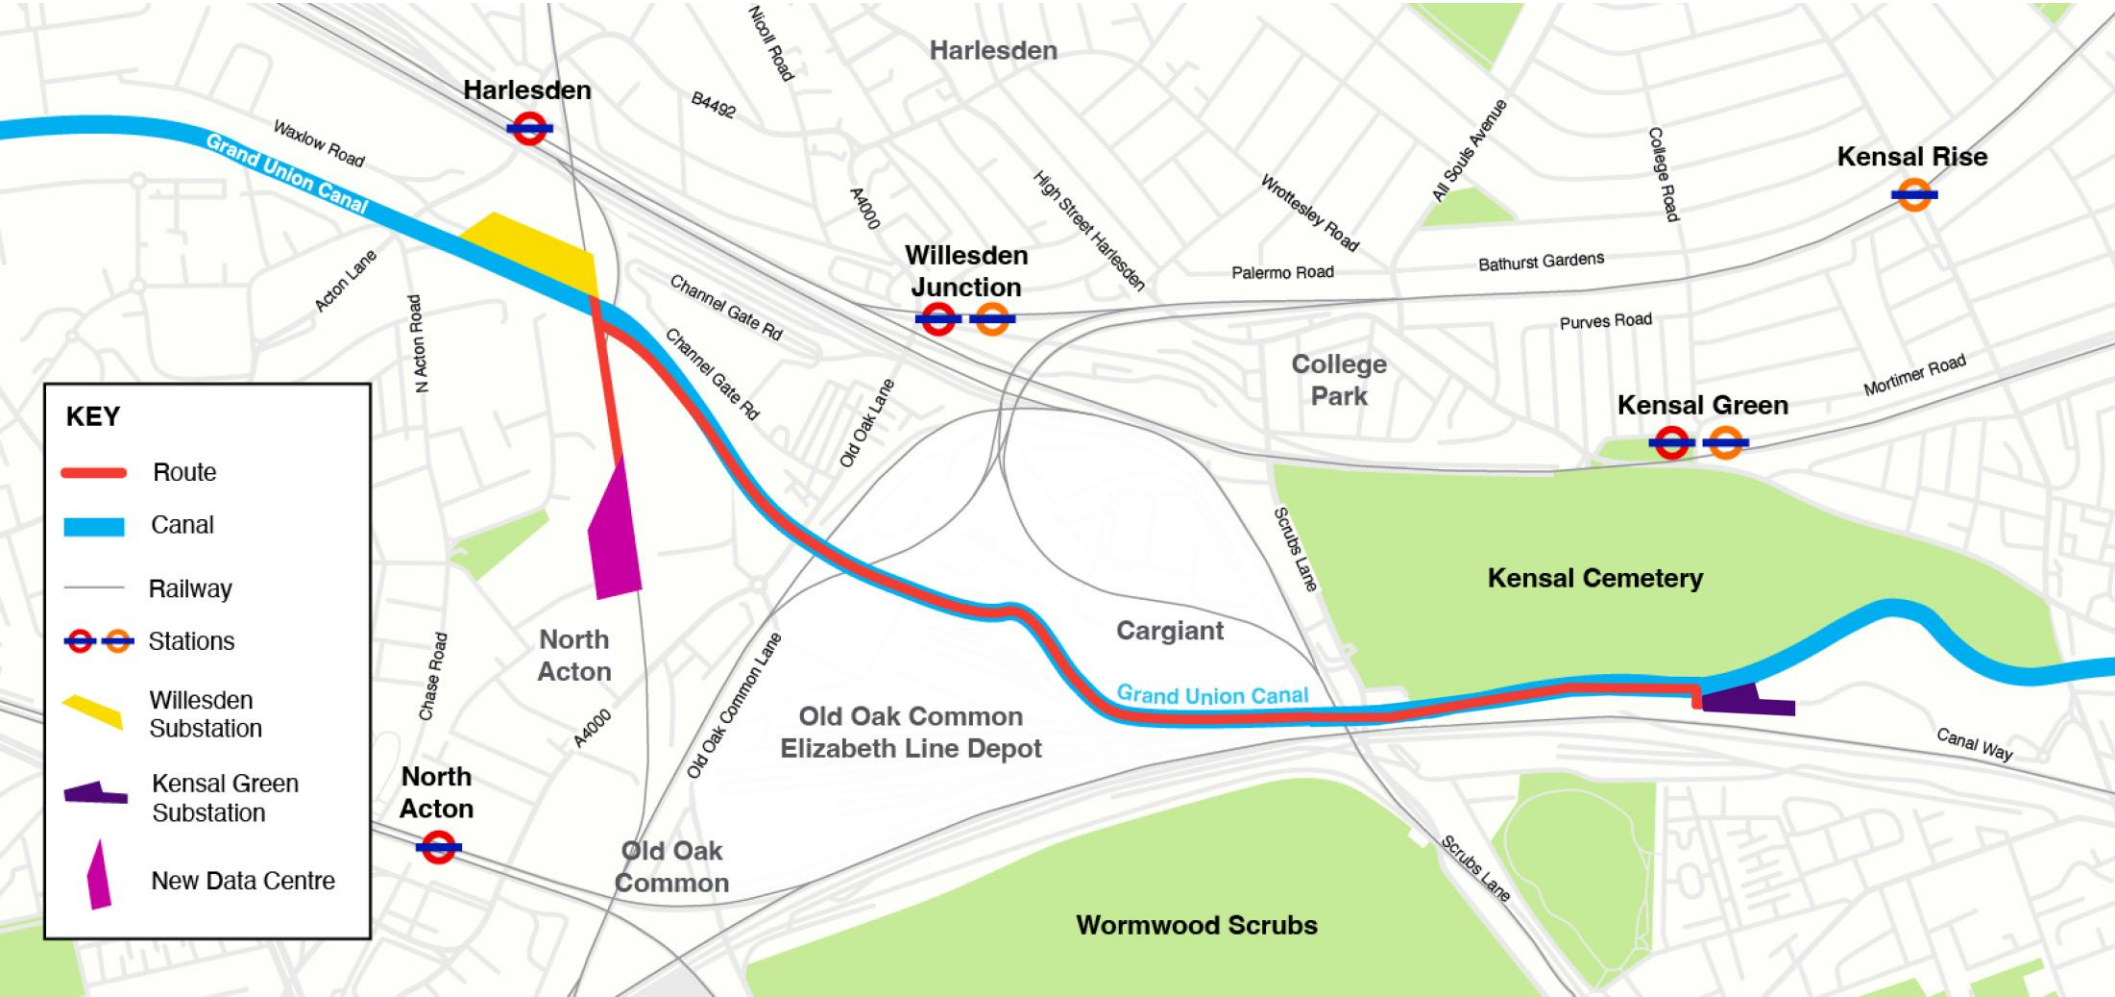 Nicoll Road
Harlesden
Harlesden
B4492
Waxlow Road
Grand Union Canal
All Souls Avenue
College Road
Kensal Rise
A4000
High Street Harlesden
Wrottesley Road
Willesden
Junction
Palermo Road
Bathurst Gardens
Acton Lane
N Acton Road
Channel Gate Rd
Channel Gate Rd
Purves Road
College
Park
Mortimer Road
Kensal Green
Old Oak Lane
Scrubs Lane
Kensal Cemetery
KEY
Route
Canal
Railway
Stations
Willesden
Substation
Kensal Green
Substation
New Data Centre
North
Acton
Chase Road
A4000
Old Oak Common Lane
Cargiant
Grand Union Canal
Old Oak Common
Elizabeth Line Depot
Canal Way
North
Acton
Old Oak
Common
Scrubs Lane
Wormwood Scrubs